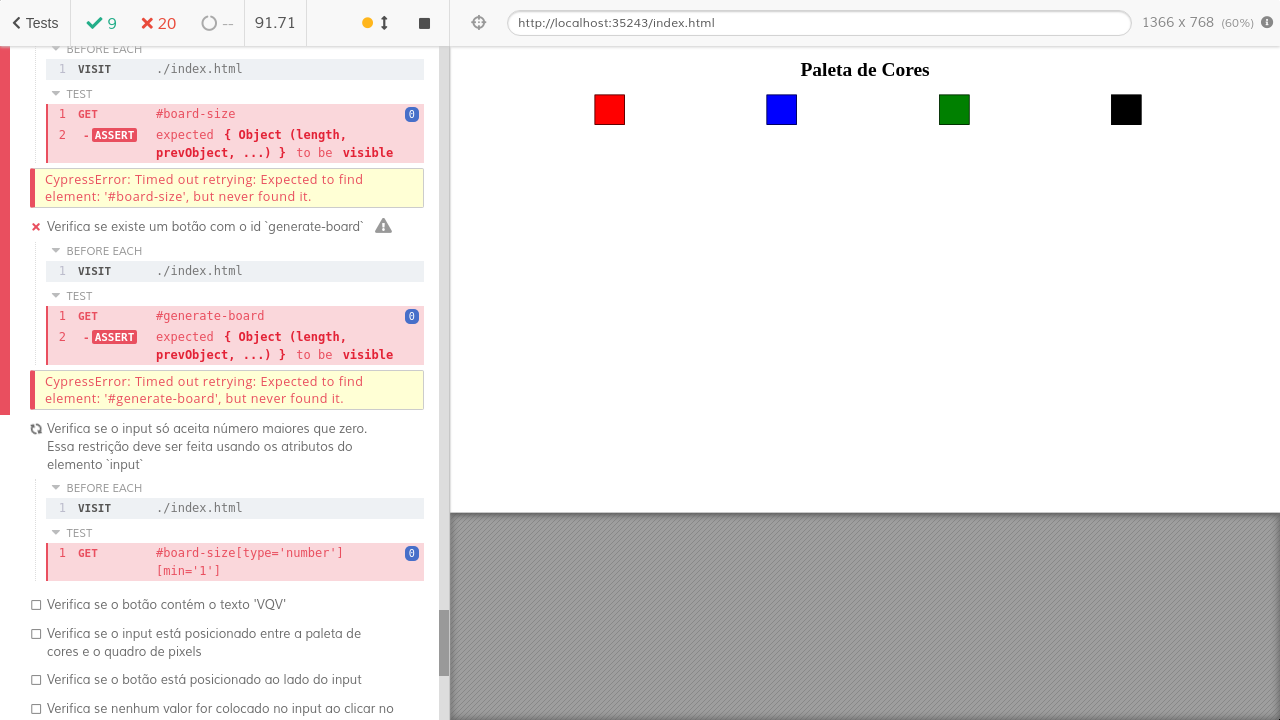 Tests 9 20 -- 91.71
http://localhost:35243/index.html 1366 x 768 (60%)
BEFORE EACH
1 VISIT ./index.html
TEST
1 GET #board-size 0
2 -ASSERT expected { Object (length,
prevObject, ...) } to be visible
CypressError: Timed out retrying: Expected to find
element: '#board-size', but never found it.
Verifica se existe um botão com o id `generate-board`
BEFORE EACH
1 VISIT ./index.html
TEST
1 GET #generate-board 0
2 -ASSERT expected { Object (length,
prevObject, ...) } to be visible
CypressError: Timed out retrying: Expected to find
element: '#generate-board', but never found it.
Verifica se o input só aceita número maiores que zero.
Essa restrição deve ser feita usando os atributos do
elemento `input`
BEFORE EACH
1 VISIT ./index.html
TEST
1 GET #board-size[type='number'] 0
[min='1']
Verifica se o botão contém o texto 'VQV'
Verifica se o input está posicionado entre a paleta de
cores e o quadro de pixels
Verifica se o botão está posicionado ao lado do input
Verifica se nenhum valor for colocado no input ao clicar no
Paleta de Cores